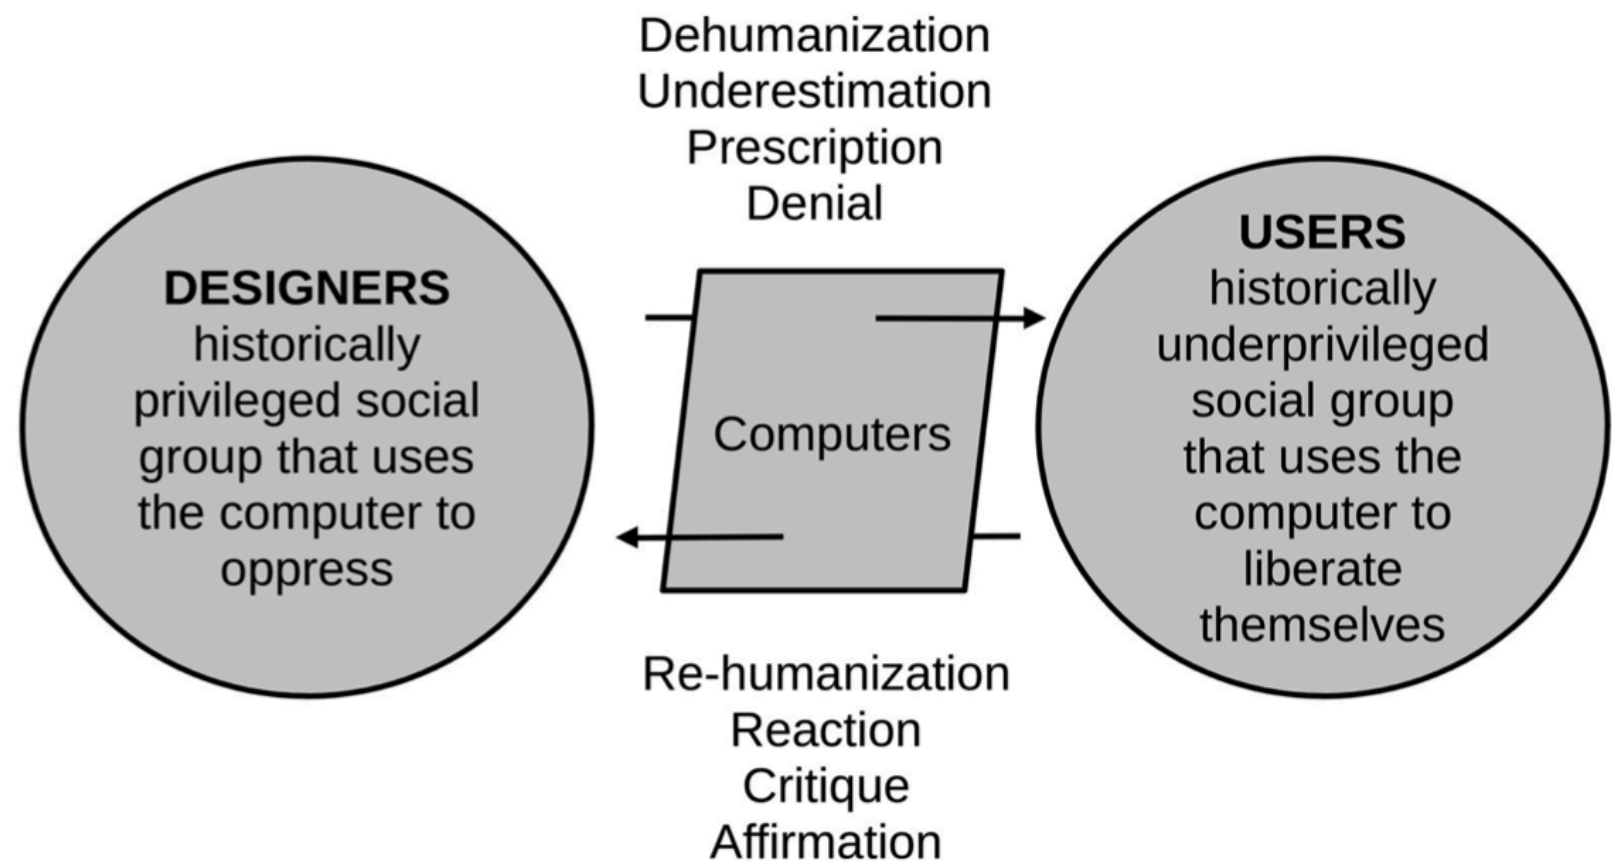 Dehumanization
Underestimation
Prescription
Denial
DESIGNERS
historically
privileged social
group that uses
the computer to
oppress
Computers
USERS
historically
underprivileged
social group
that uses the
computer to
liberate
themselves
Re-humanization
Reaction
Critique
Affirmation